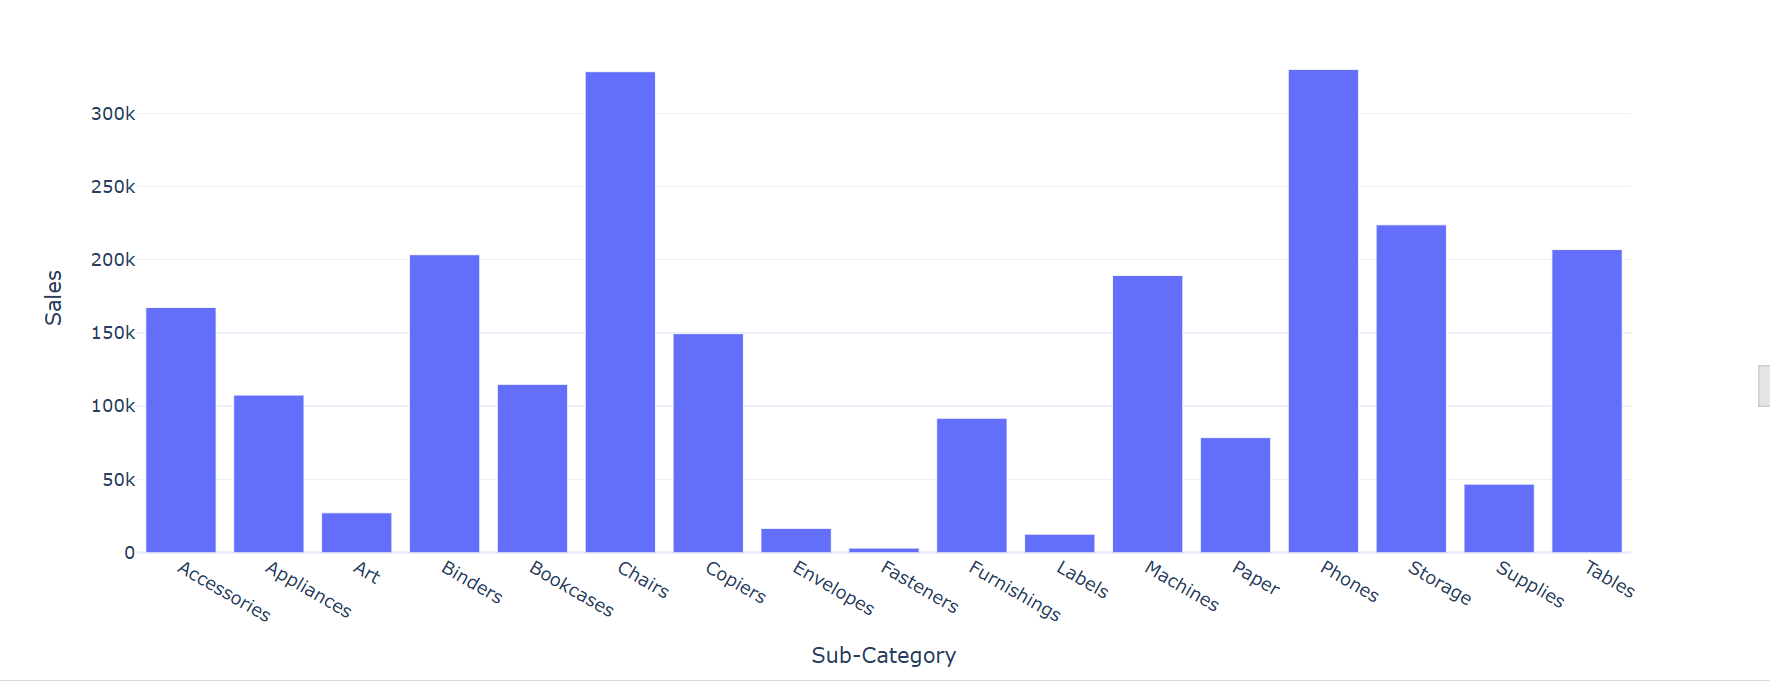 300k
250k
200k
150k
100k
50k
0
Sales
Accessories
Appliances
Art
Binders
Bookcases
Chairs
Copiers
Envelopes
Fasteners
Furnishings
Labels
Machines
Paper
Phones
Storage
Supplies
Tables
Sub-Category